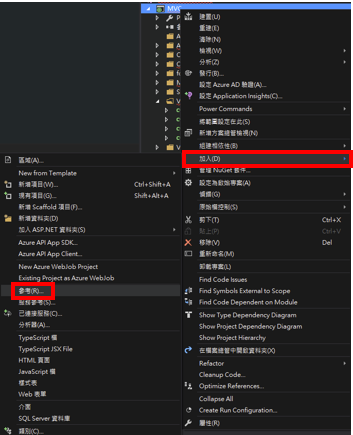 MVC
建置(U)
重建(E)
清除(N)
檢視(W)
分析(Z)
發行(B)...
設定 Azure AD 驗證(A)...
設定 Application Insights(C)...
Power Commands
將範圍設定在此(S)
新增方案總管檢視(N)
組建相依性(B)
加入(D)
管理 NuGet 套件...
設定為啟始專案(A)
偵錯(G)
原始檔控制(S)
剪下(T) Ctrl+X
貼上(P) Ctrl+V
移除(V) Del
重新命名(M)
卸載專案(L)
Find Code Issues
Find Symbols External to Scope
Find Code Dependent on Module
Show Type Dependency Diagram
Show Project Dependency Diagram
Show Project Hierarchy
在檔案總管中開啟資料夾(X)
Refactor
Cleanup Code...
Optimize References...
Collapse All
Create Run Configuration...
屬性(R)
區域(A)...
New from Template
新增項目(W)... Ctrl+Shift+A
現有項目(G)... Shift+Alt+A
新增 Scaffold 項目(F)...
新增資料夾(D)
加入 ASP.NET 資料夾(S)
Azure API App SDK...
Azure API App Client...
New Azure WebJob Project
Existing Project as Azure WebJob
參考(R)...
服務參考(S)...
已連接服務(C)...
分析器(A)...
TypeScript 檔
TypeScript JSX File
HTML 頁面
JavaScript 檔
樣式表
Web 表單
介面
SQL Server 資料庫
類別(C)...